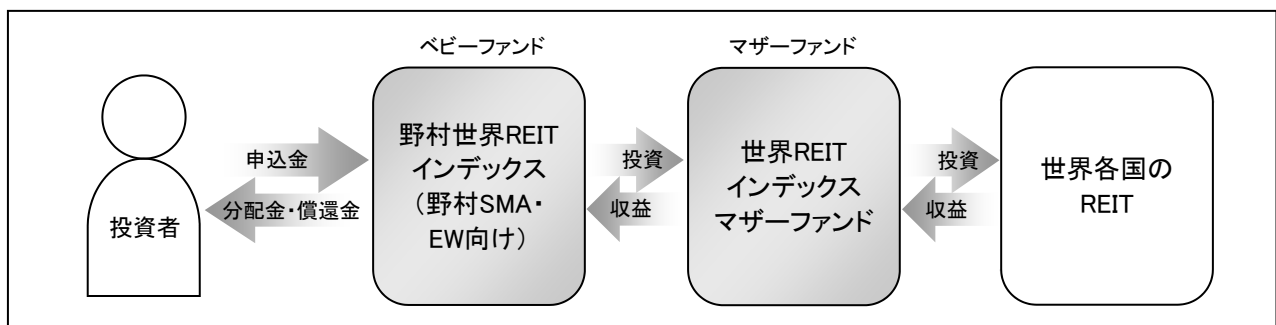 ベビーファンド
マザーファンド
投資者
申込金
分配金・償還金
野村世界REIT
インデックス
（野村SMA・
EW向け）
投資
収益
世界REIT
インデックス
マザーファンド
投資
収益
世界各国の
REIT